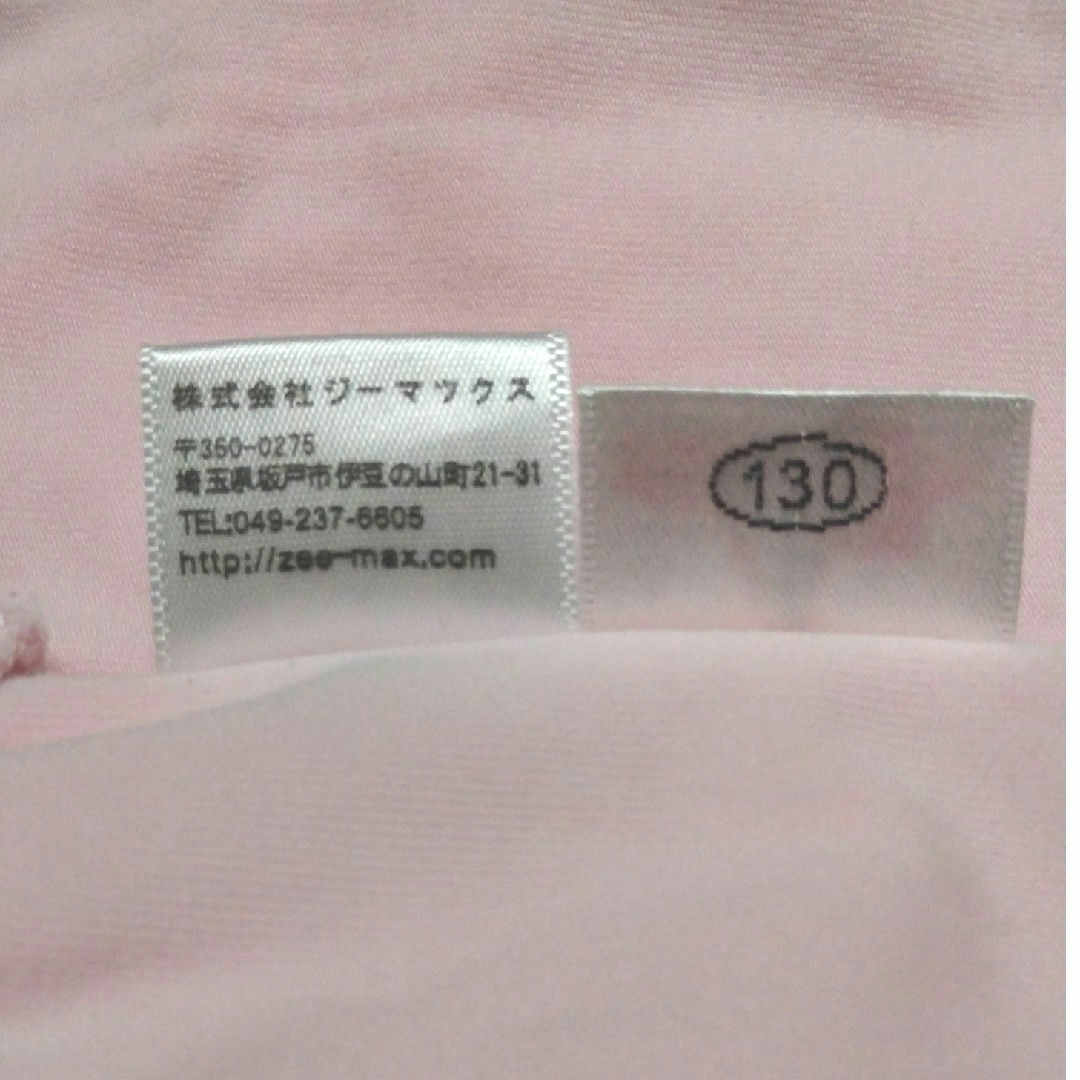 株式会社ジーマックス
〒350-0275
埼玉県坂戸市伊豆の山町21-31
TEL:049-237-6605
http://zee-max.com
130